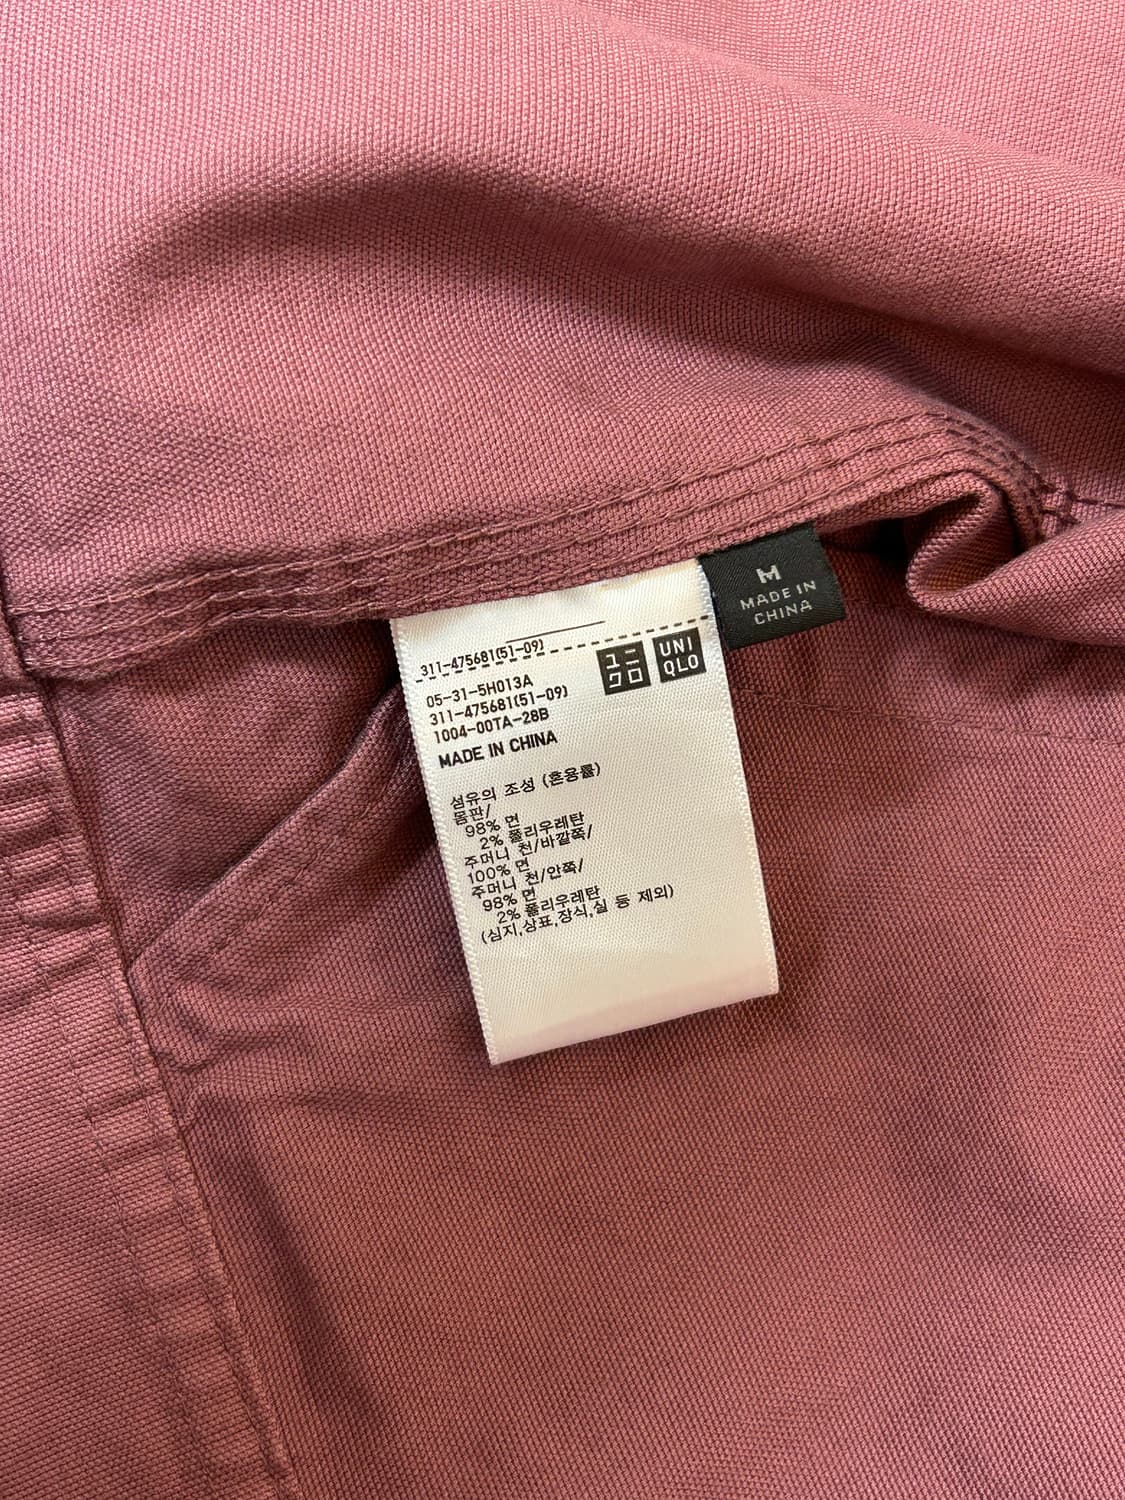 M
MADE IN
CHINA
311-475681(51-09)
ユニ
クロ
UNI
QLO
05-31-5H013A
311-475681(51-09)
1004-00TA-28B
MADE IN CHINA
섬유의 조성 (혼용률)
몸판/
98% 면
2% 폴리우레탄
주머니 천/바깥쪽/
100% 면
주머니 천/안쪽/
98% 면
2% 폴리우레탄
(심지,상표,장식,실 등 제외)